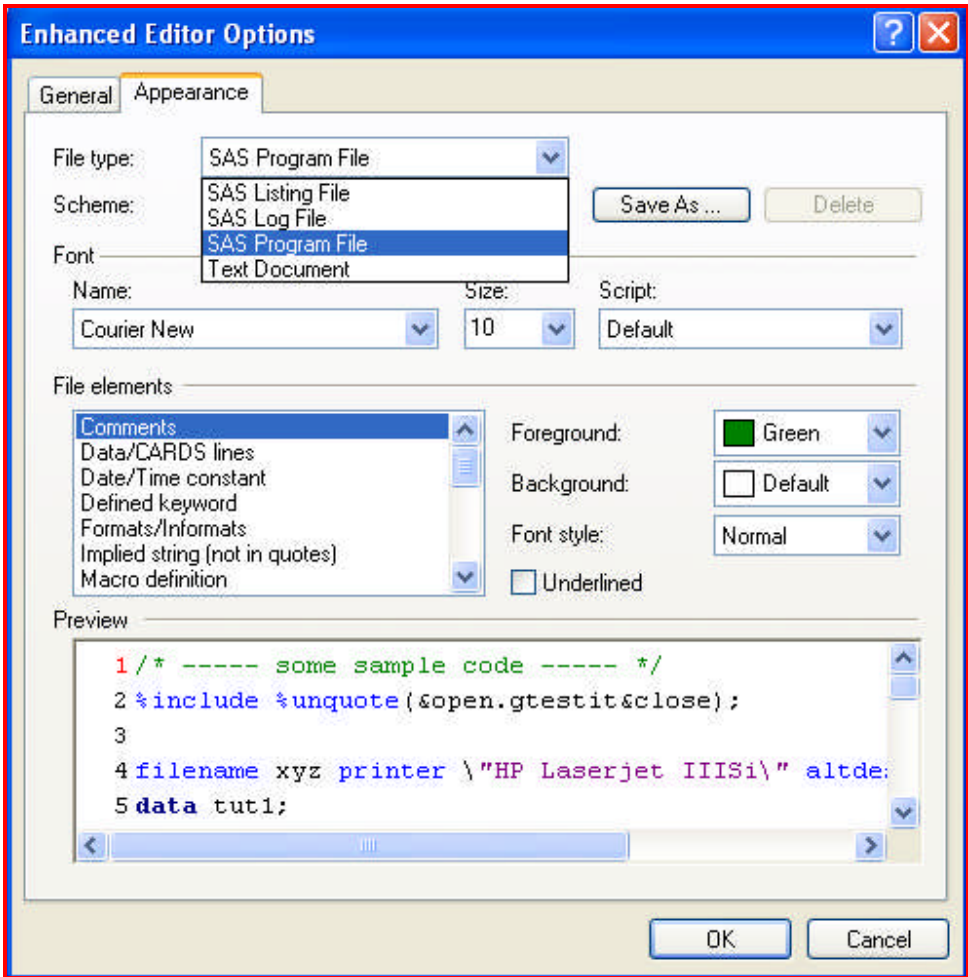 Enhanced Editor Options
General Appearance
File type: SAS Program File
SAS Listing File
Scheme: SAS Log File Save As ... Delete
SAS Program File
Font
Text Document
Name: Size: Script:
Courier New 10 Default
File elements
Comments
Data/CARDS lines
Date/Time constant
Defined keyword
Formats/Informats
Implied string (not in quotes)
Macro definition
Foreground: Green
Background: Default
Font style: Normal
Underlined
Preview
1 /* ----- some sample code ----- */
2 %include %unquote(&open.gtestit&close);
3
4 filename xyz printer \"HP Laserjet IIISi\" altde
5 data tut1;
OK Cancel